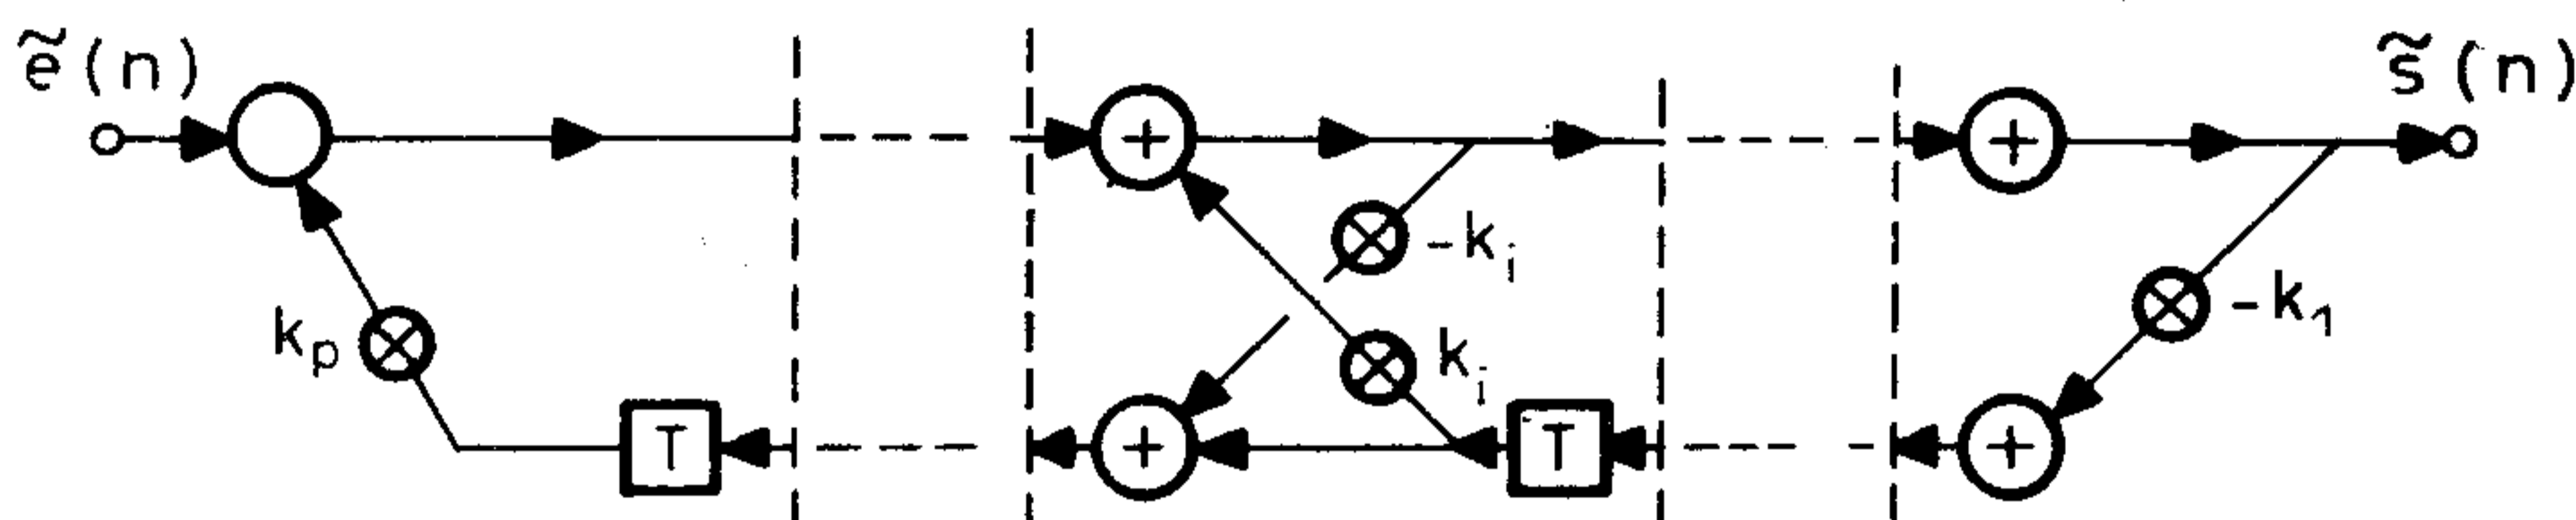 ẽ(n)
s̃(n)
+
+
-kᵢ
kₚ
kᵢ
-k₁
T
+
T
+